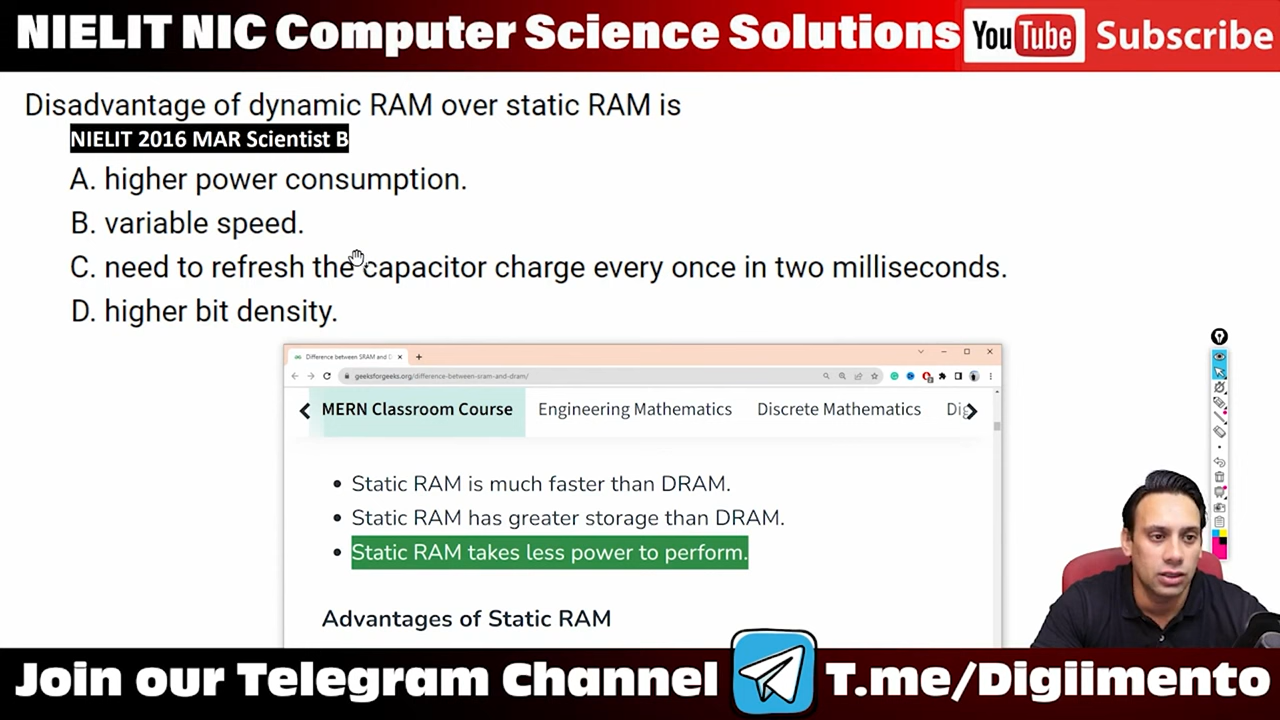 NIELIT NIC Computer Science Solutions
YouTube Subscribe
Disadvantage of dynamic RAM over static RAM is
NIELIT 2016 MAR Scientist B
A. higher power consumption.
B. variable speed.
C. need to refresh the capacitor charge every once in two milliseconds.
D. higher bit density.
Difference between SRAM and D
geeksforgeeks.org/difference-between-sram-and-dram/
MERN Classroom Course Engineering Mathematics Discrete Mathematics Dig
Static RAM is much faster than DRAM.
Static RAM has greater storage than DRAM.
Static RAM takes less power to perform.
Advantages of Static RAM
Join our Telegram Channel T.me/Digiimento